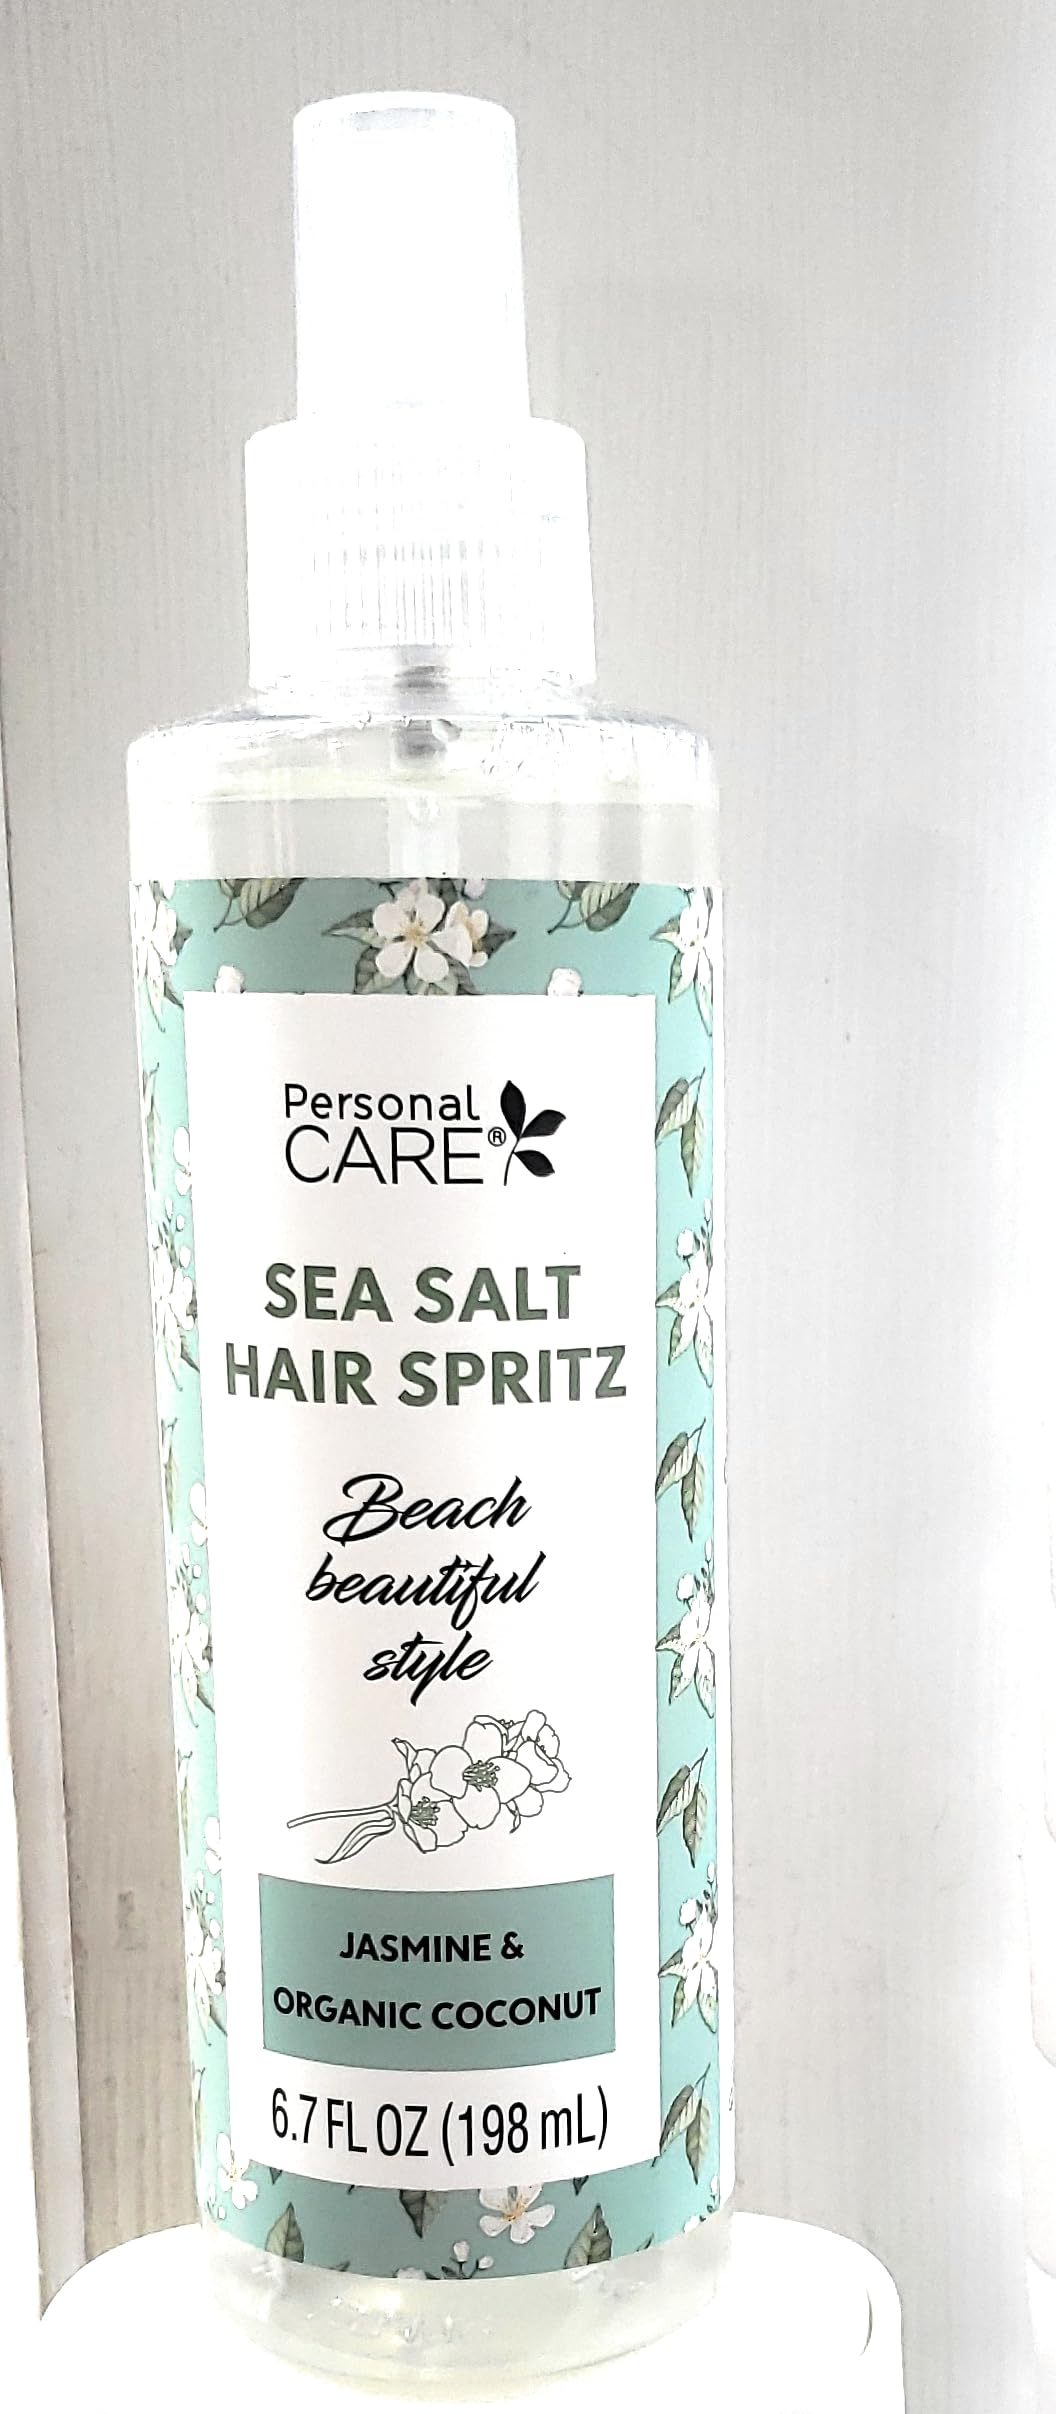 Personal
CARE®
SEA SALT
HAIR SPRITZ
Beach
beautiful
style
JASMINE &
ORGANIC COCONUT
6.7 FL OZ (198 mL)